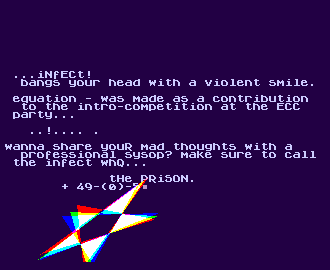 ...iNfECt!
bangs your head with a violent smile.
equation - was made as a contribution
to the intro-competition at the ECC
party...
..!.... .
wanna share youR mad thoughts with a
professional sysop? make sure to call
the infect whQ...
tHe PRiSON.
+ 49-(0)-5